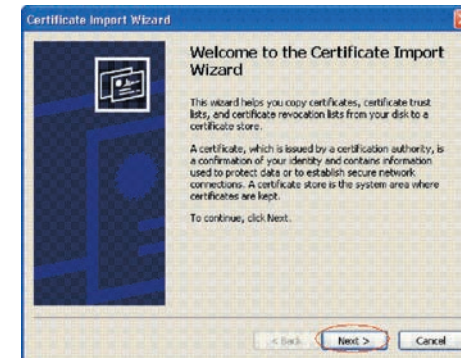 Certificate Import Wizard
Welcome to the Certificate Import
Wizard
This wizard helps you copy certificates, certificate trust
lists, and certificate revocation lists from your disk to a
certificate store.
A certificate, which is issued by a certification authority, is
a confirmation of your identity and contains information
used to protect data or to establish secure network
connections. A certificate store is the system area where
certificates are kept.
To continue, click Next.
< Back
Next >
Cancel